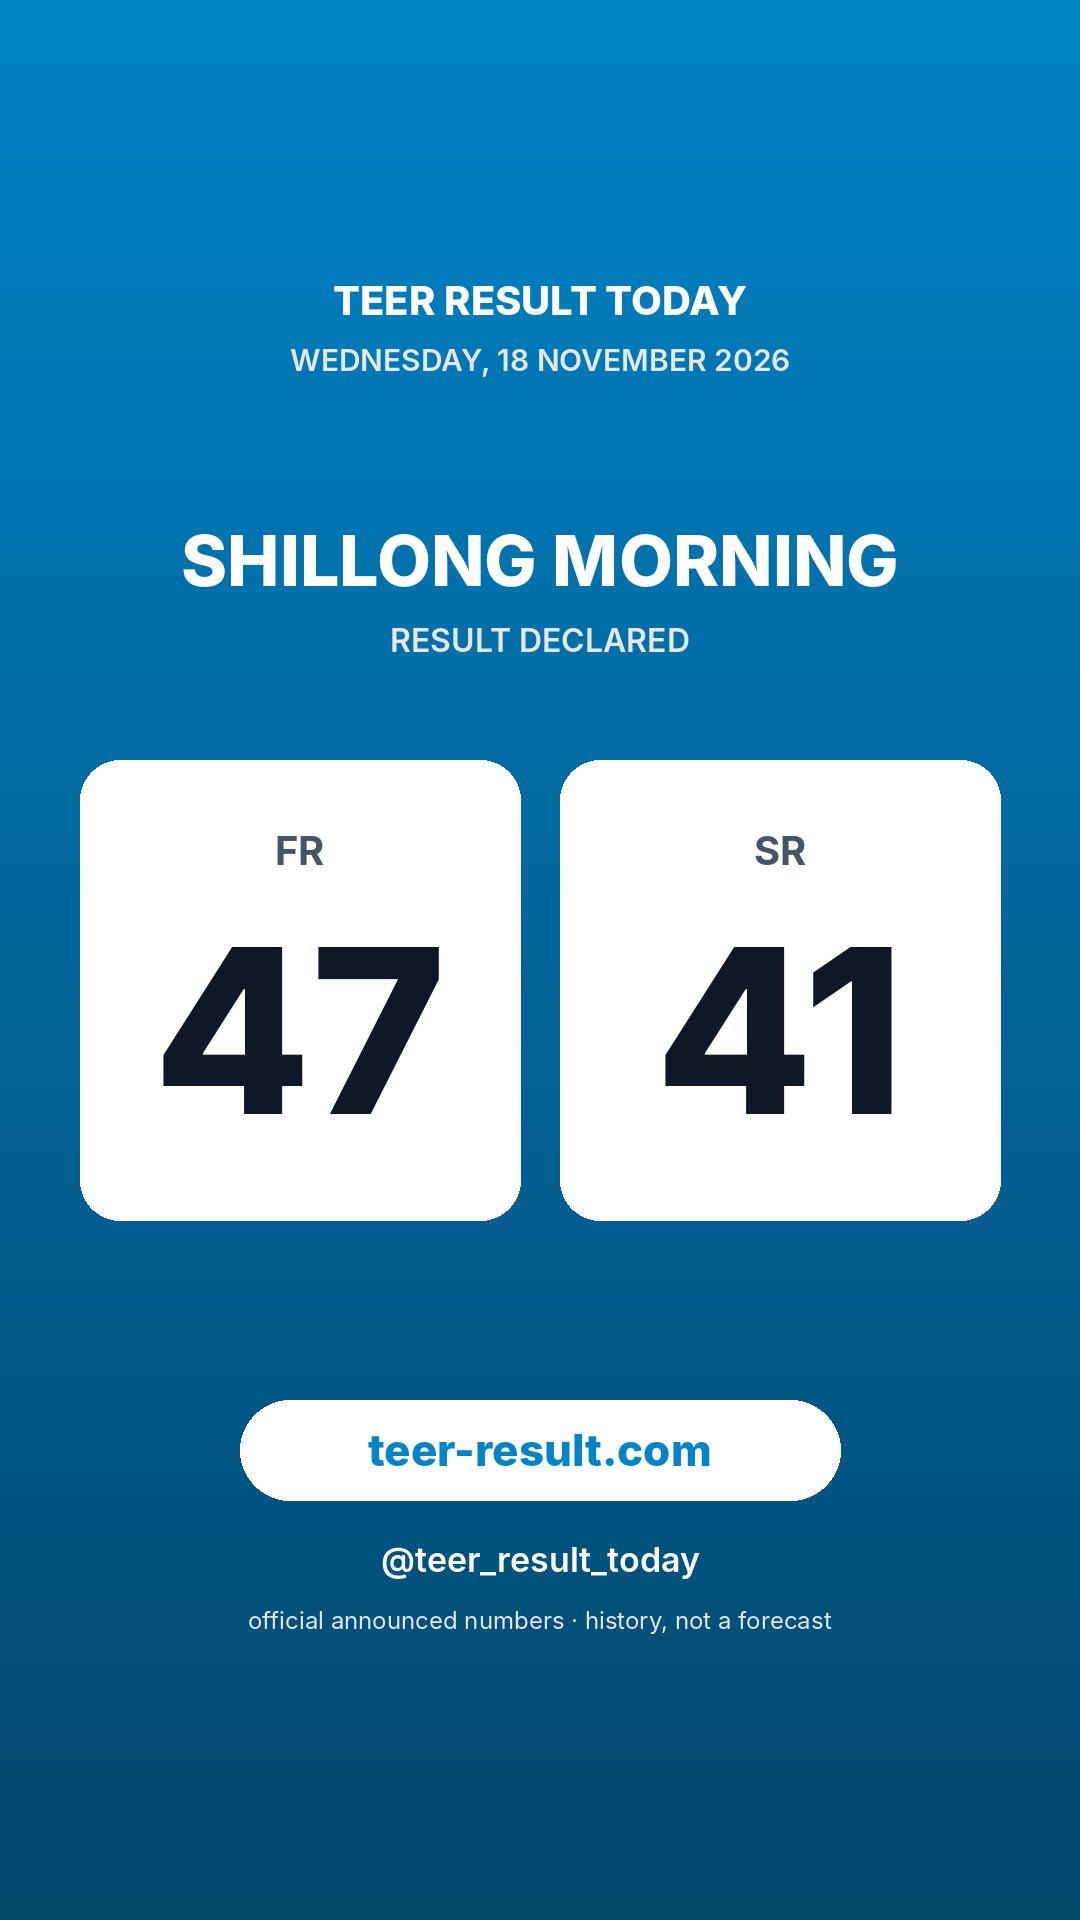 TEER RESULT TODAY
WEDNESDAY, 18 NOVEMBER 2026
SHILLONG MORNING
RESULT DECLARED
FR
47
SR
41
teer-result.com
@teer_result_today
official announced numbers · history, not a forecast